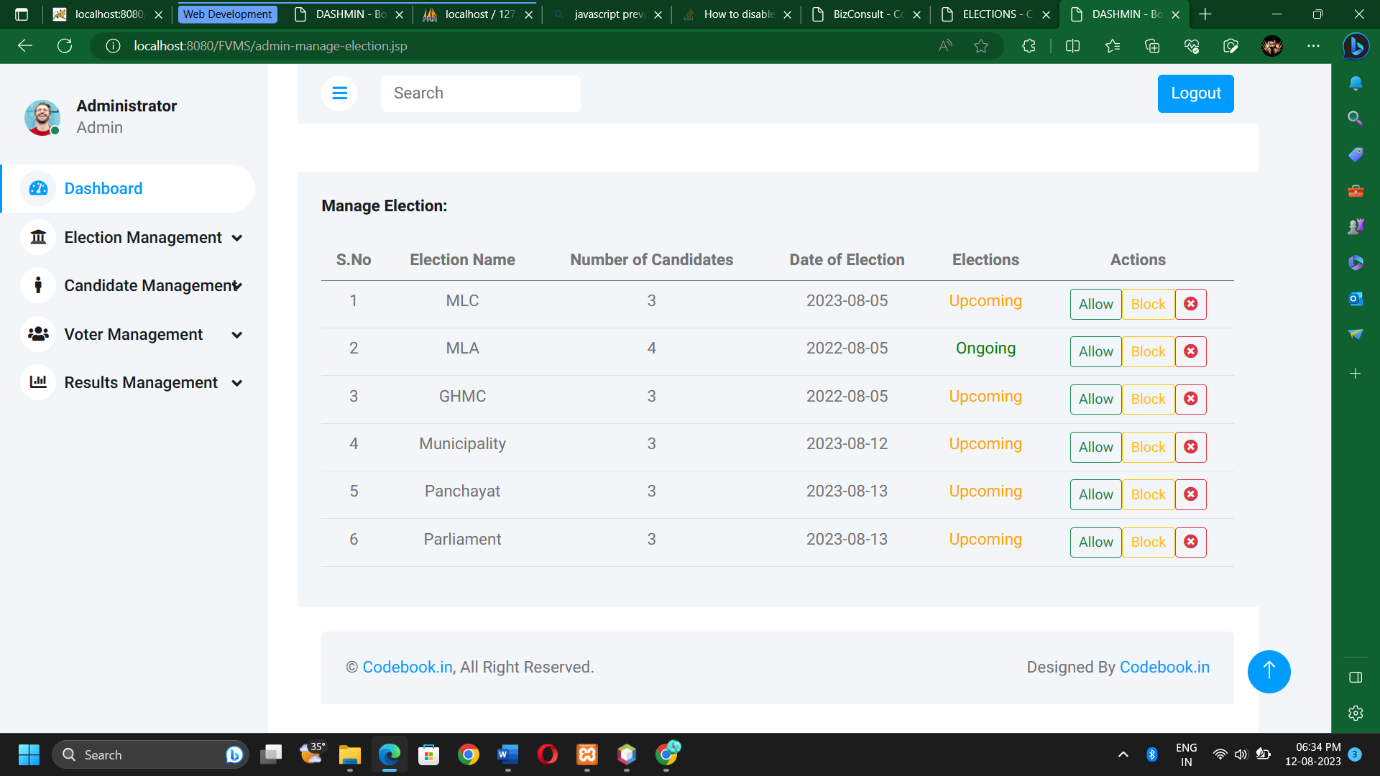 localhost:8080/
Web Development
DASHMIN - Bo
localhost / 127
javascript prev
How to disable
BizConsult - Co
ELECTIONS - C
DASHMIN - Bo
localhost:8080/FVMS/admin-manage-election.jsp
Administrator
Admin
Search
Logout
Dashboard
Election Management
Candidate Management
Voter Management
Results Management
Manage Election:
S.No Election Name Number of Candidates Date of Election Elections Actions
1 MLC 3 2023-08-05 Upcoming Allow Block
2 MLA 4 2022-08-05 Ongoing Allow Block
3 GHMC 3 2022-08-05 Upcoming Allow Block
4 Municipality 3 2023-08-12 Upcoming Allow Block
5 Panchayat 3 2023-08-13 Upcoming Allow Block
6 Parliament 3 2023-08-13 Upcoming Allow Block
© Codebook.in, All Right Reserved.
Designed By Codebook.in
Search
35°
ENG
IN
06:34 PM
12-08-2023
3